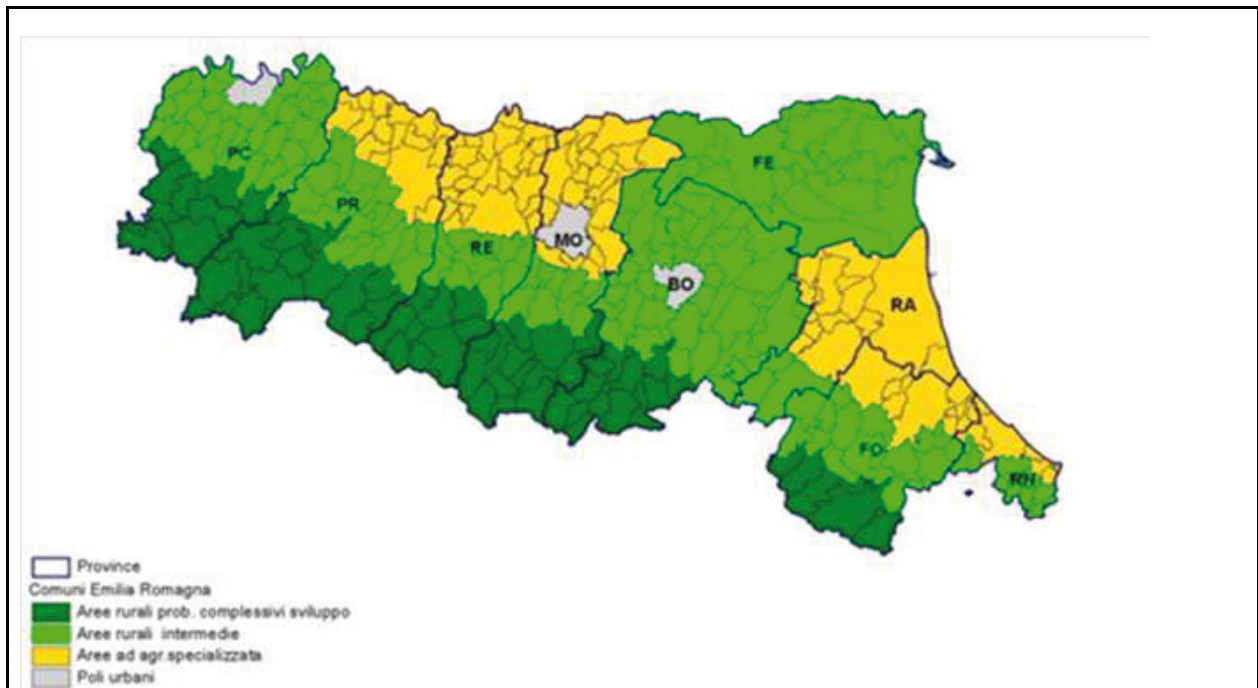 PC
FE
PR
RE
MO
BO
RA
FO
RN
Province
Comuni Emilia Romagna
Aree rurali prob. complessivi sviluppo
Aree rurali intermedie
Aree ad agr.specializzata
Poli urbani